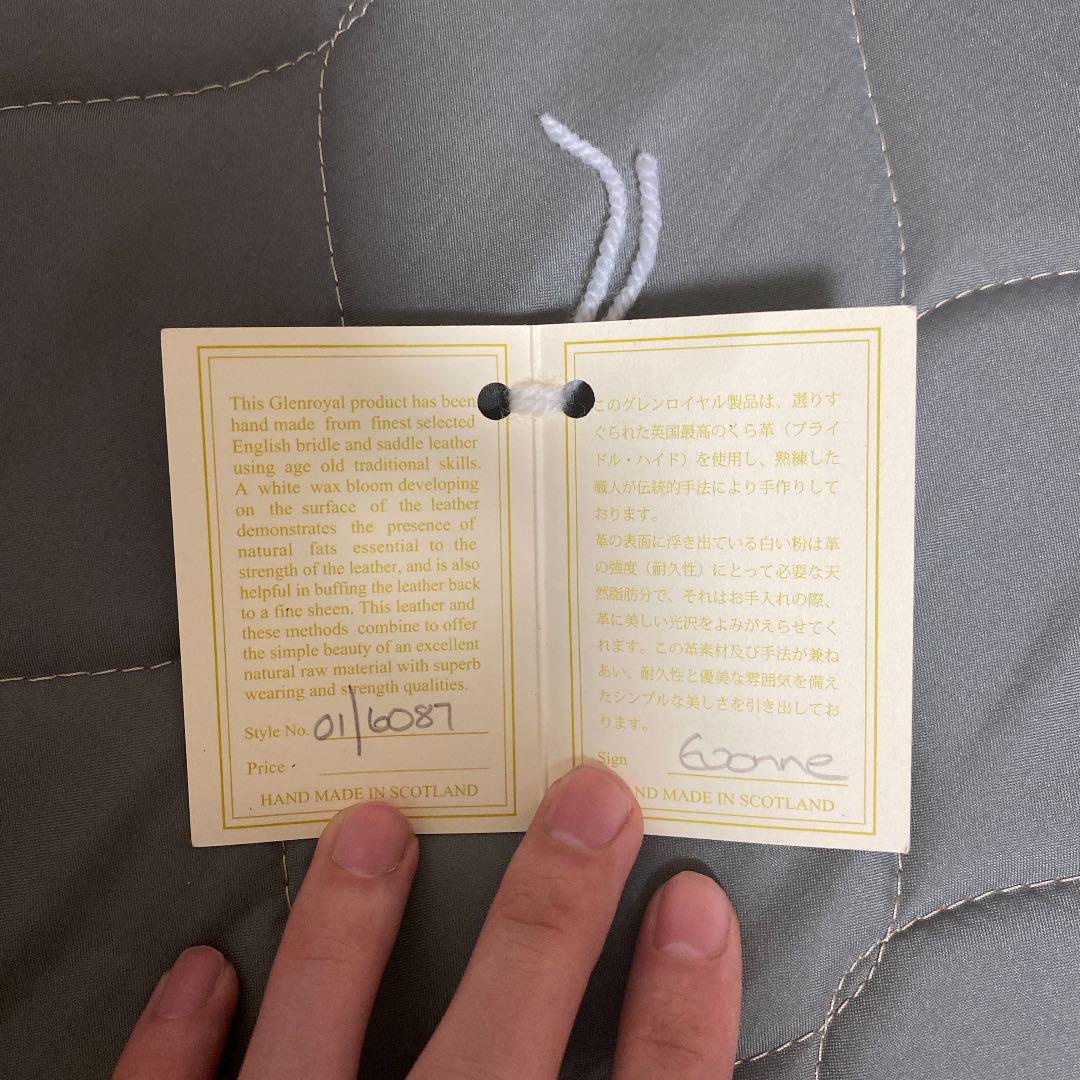 This Glenroyal product has been
hand made from finest selected
English bridle and saddle leather
using age old traditional skills.
A white wax bloom developing
on the surface of the leather
demonstrates the presence of
natural fats essential to the
strength of the leather, and is also
helpful in buffing the leather back
to a fine sheen. This leather and
these methods combine to offer
the simple beauty of an excellent
natural raw material with superb
wearing and strength qualities.
Style No. 01/6087
Price
HAND MADE IN SCOTLAND
このグレンロイヤル製品は、選りす
ぐられた英国最高のくら革（ブライ
ドル・ハイド）を使用し、熟練した
職人が伝統的手法により手作りして
おります。
革の表面に浮き出ている白い粉は革
の強度（耐久性）にとって必要な天
然脂肪分で、それはお手入れの際、
革に美しい光沢をよみがえらせてく
れます。この革素材及び手法が兼ね
あい、耐久性と優美な雰囲気を備え
たシンプルな美しさを引き出してお
ります。
Sign Evonne
HAND MADE IN SCOTLAND